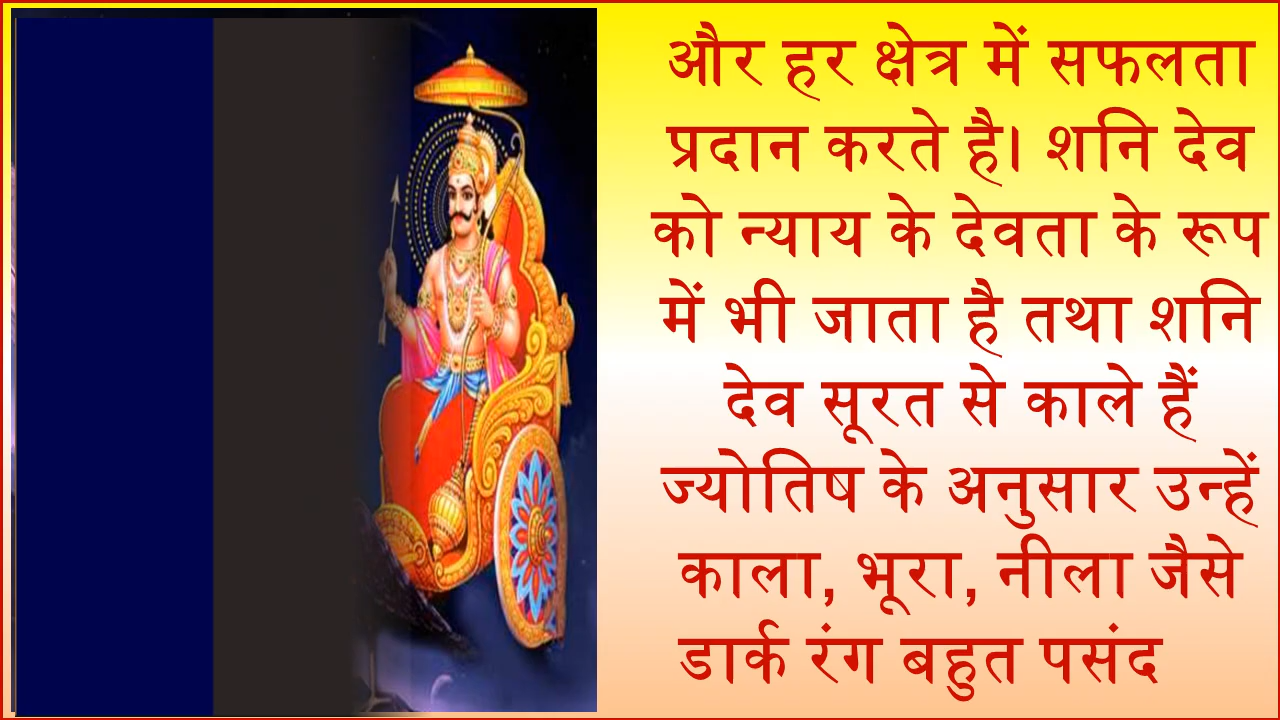 और हर क्षेत्र में सफलता
प्रदान करते है। शनि देव
को न्याय के देवता के रूप
में भी जाता है तथा शनि
देव सूरत से काले हैं
ज्योतिष के अनुसार उन्हें
काला, भूरा, नीला जैसे
डार्क रंग बहुत पसंद